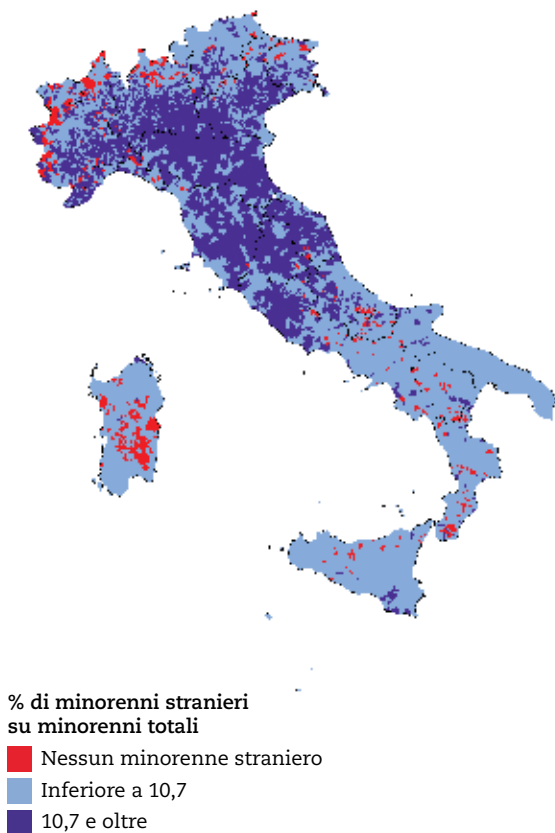 % di minorenni stranieri
su minorenni totali
Nessun minorenne straniero
Inferiore a 10,7
10,7 e oltre